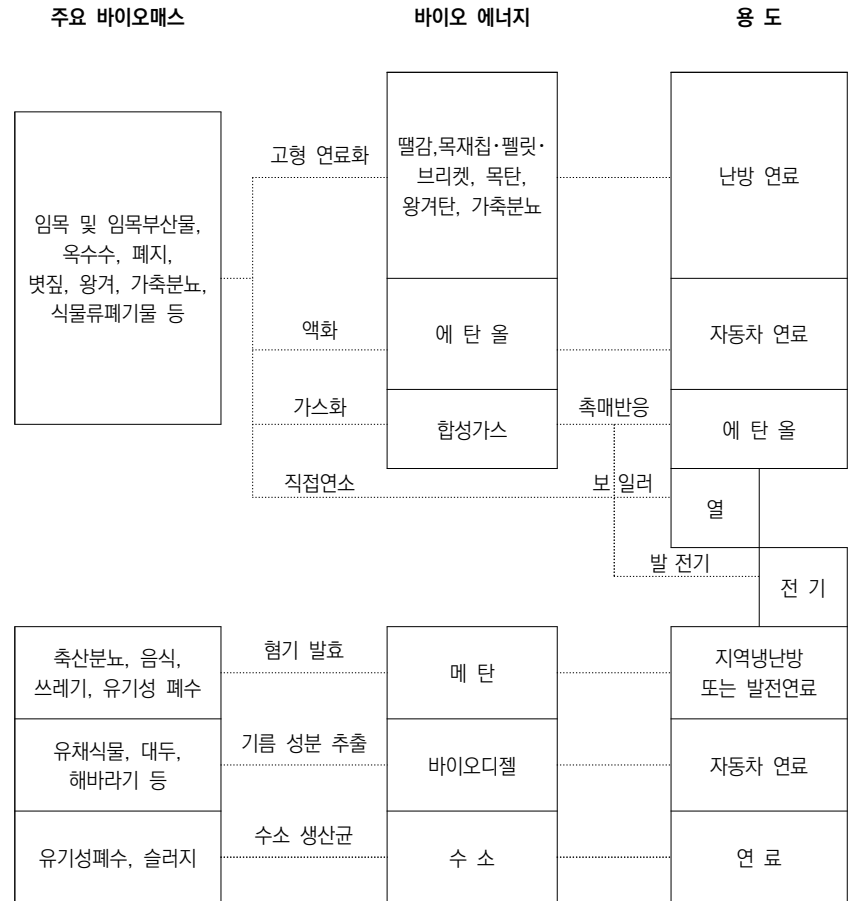 주요 바이오매스
바이오 에너지
용 도
임목 및 임목부산물,
옥수수, 폐지,
볏짚, 왕겨, 가축분뇨,
식물류폐기물 등
고형 연료화
땔감,목재칩·펠릿·
브리켓, 목탄,
왕겨탄, 가축분뇨
난방 연료
액화
에 탄 올
자동차 연료
가스화
합성가스
촉매반응
에 탄 올
직접연소
보 일러
열
발 전기
전 기
축산분뇨, 음식,
쓰레기, 유기성 폐수
혐기 발효
메 탄
지역냉난방
또는 발전연료
유채식물, 대두,
해바라기 등
기름 성분 추출
바이오디젤
자동차 연료
유기성폐수, 슬러지
수소 생산균
수 소
연 료